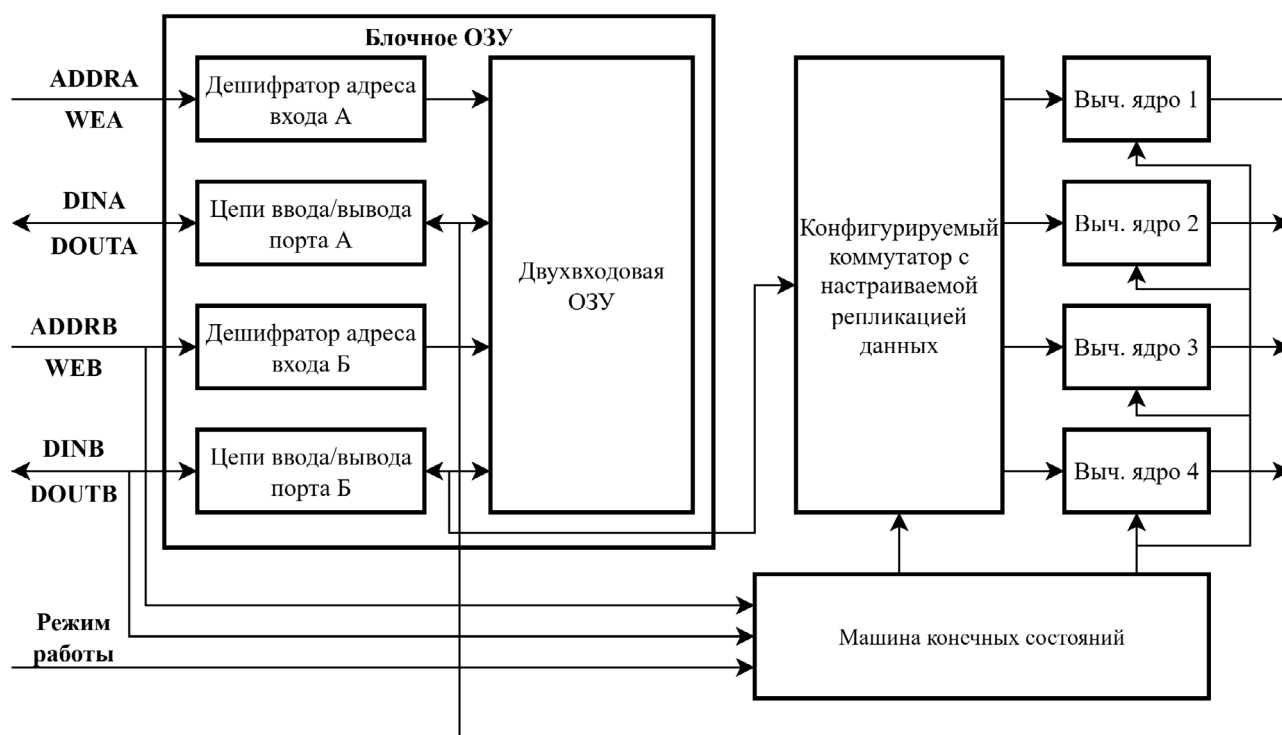 Блочное ОЗУ
ADDRA
WEA
Дешифратор адреса
входа А
DINA
DOUTA
Цепи ввода/вывода
порта А
ADDRB
WEB
Дешифратор адреса
входа Б
DINB
DOUTB
Цепи ввода/вывода
порта Б
Двухвходовая
ОЗУ
Конфигурируемый
коммутатор с
настраиваемой
репликацией
данных
Выч. ядро 1
Выч. ядро 2
Выч. ядро 3
Выч. ядро 4
Режим
работы
Машина конечных состояний